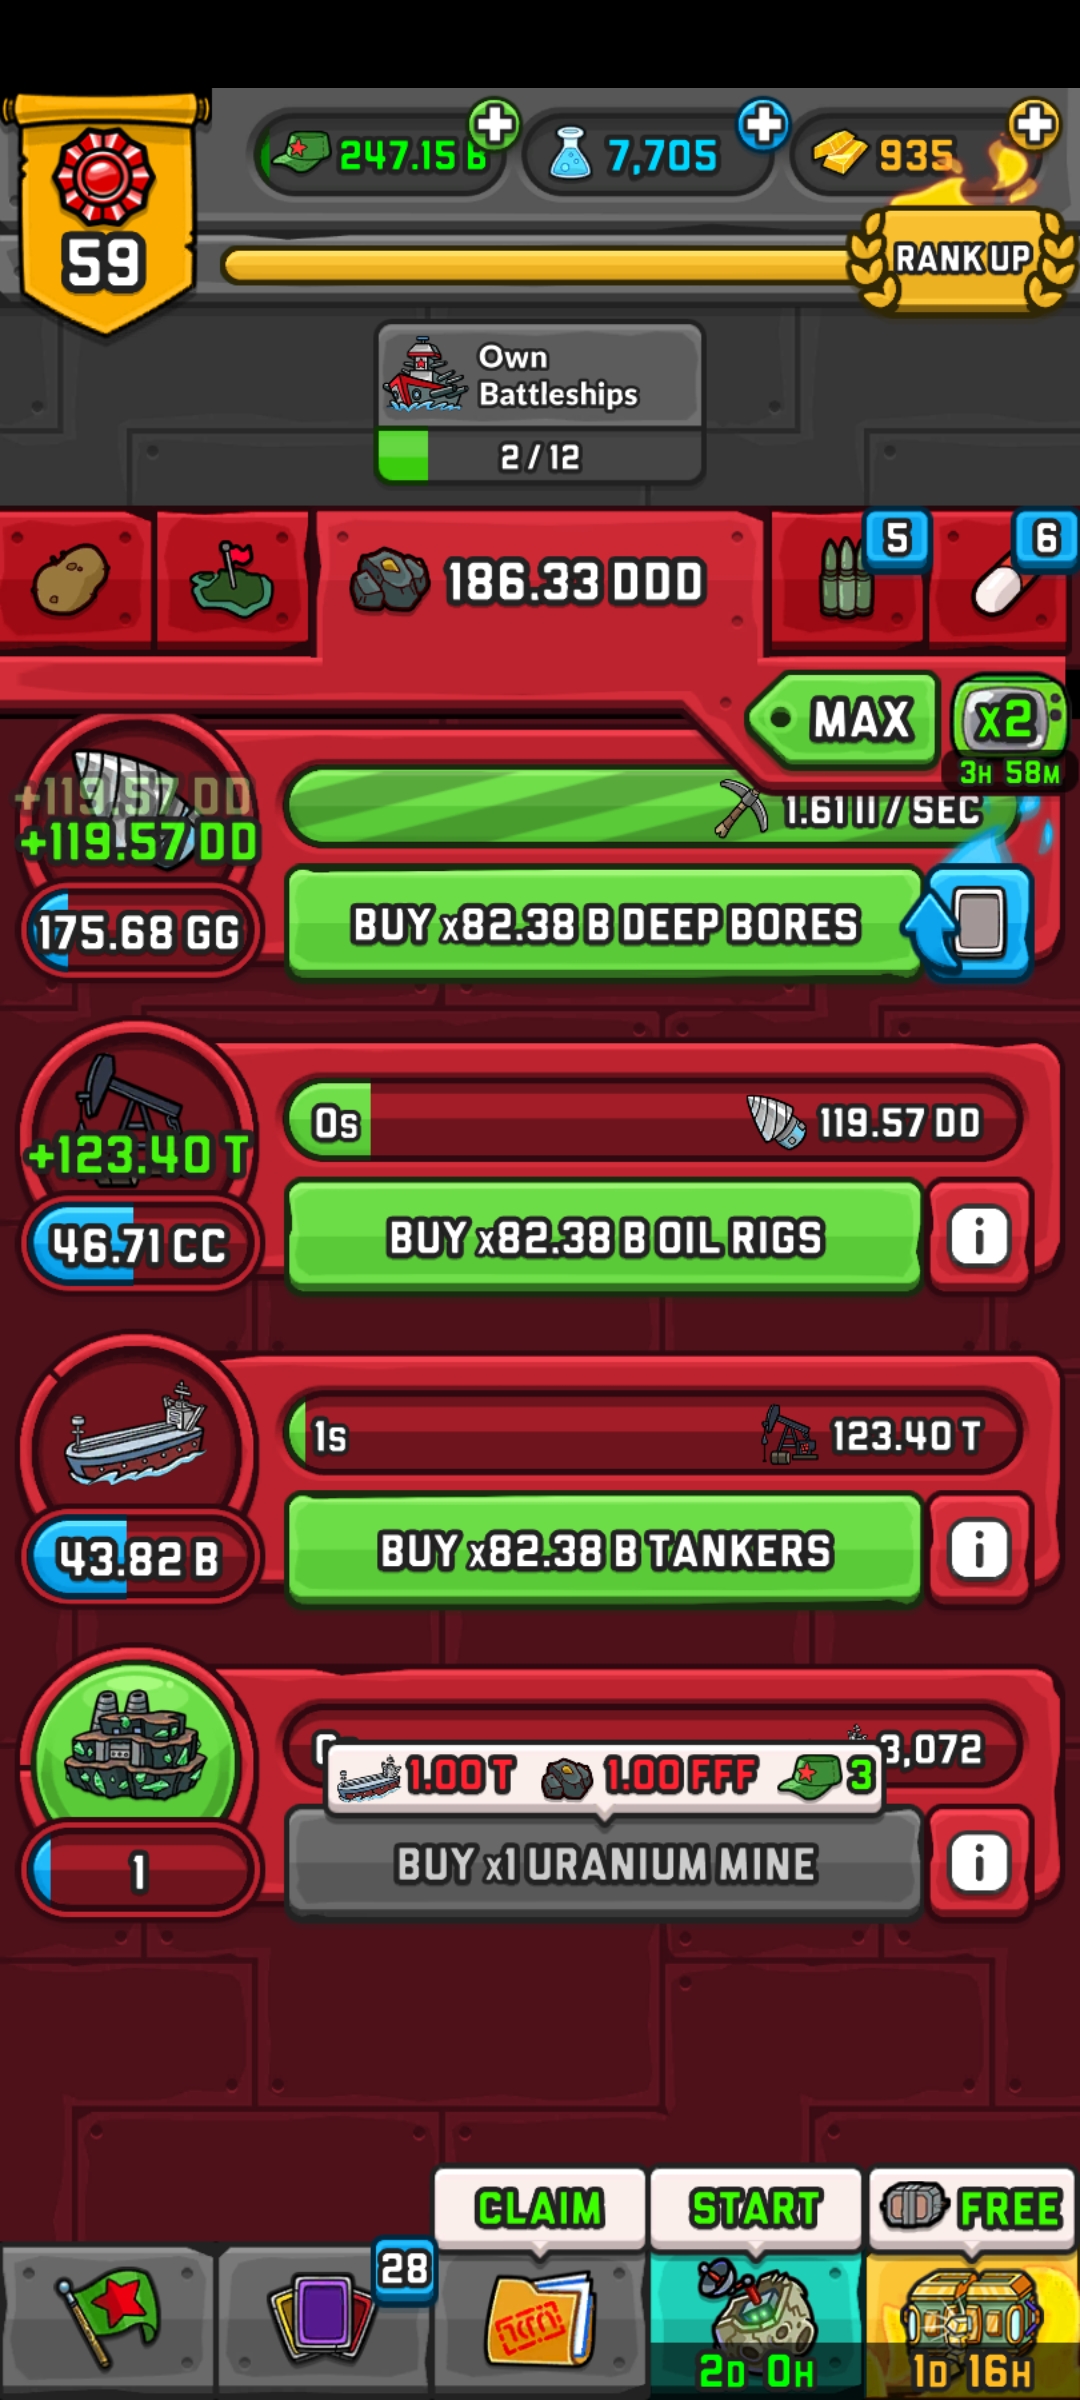 59
247.15 B
7,705
935
RANK UP
Own
Battleships
2 / 12
186.33 DDD
5
6
MAX
x2
3H 58M
+119.57 DD
+119.57 DD
1.61 II / SEC
175.68 GG
BUY x82.38 B DEEP BORES
+123.40 T
0s
119.57 DD
46.71 CC
BUY x82.38 B OIL RIGS
i
1s
123.40 T
43.82 B
BUY x82.38 B TANKERS
i
3,072
1.00 T
1.00 FFF
3
1
BUY x1 URANIUM MINE
i
CLAIM
START
FREE
28
2D 0H
1D 16H